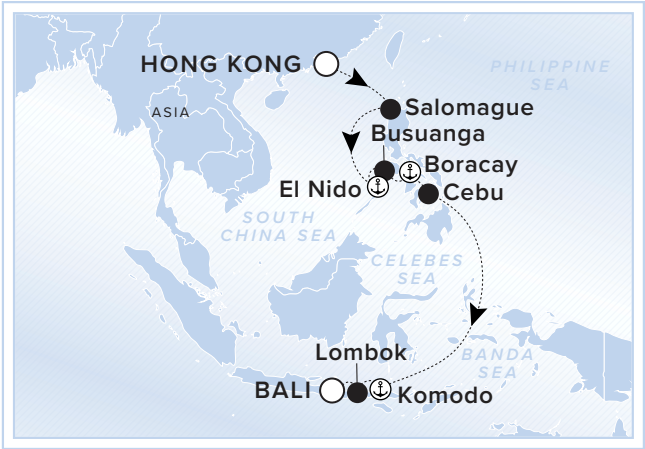 HONG KONG
PHILIPPINE
SEA
ASIA
Salomague
Busuanga
Boracay
El Nido
Cebu
SOUTH
CHINA SEA
CELEBES
SEA
Lombok
BANDA
SEA
BALI
Komodo